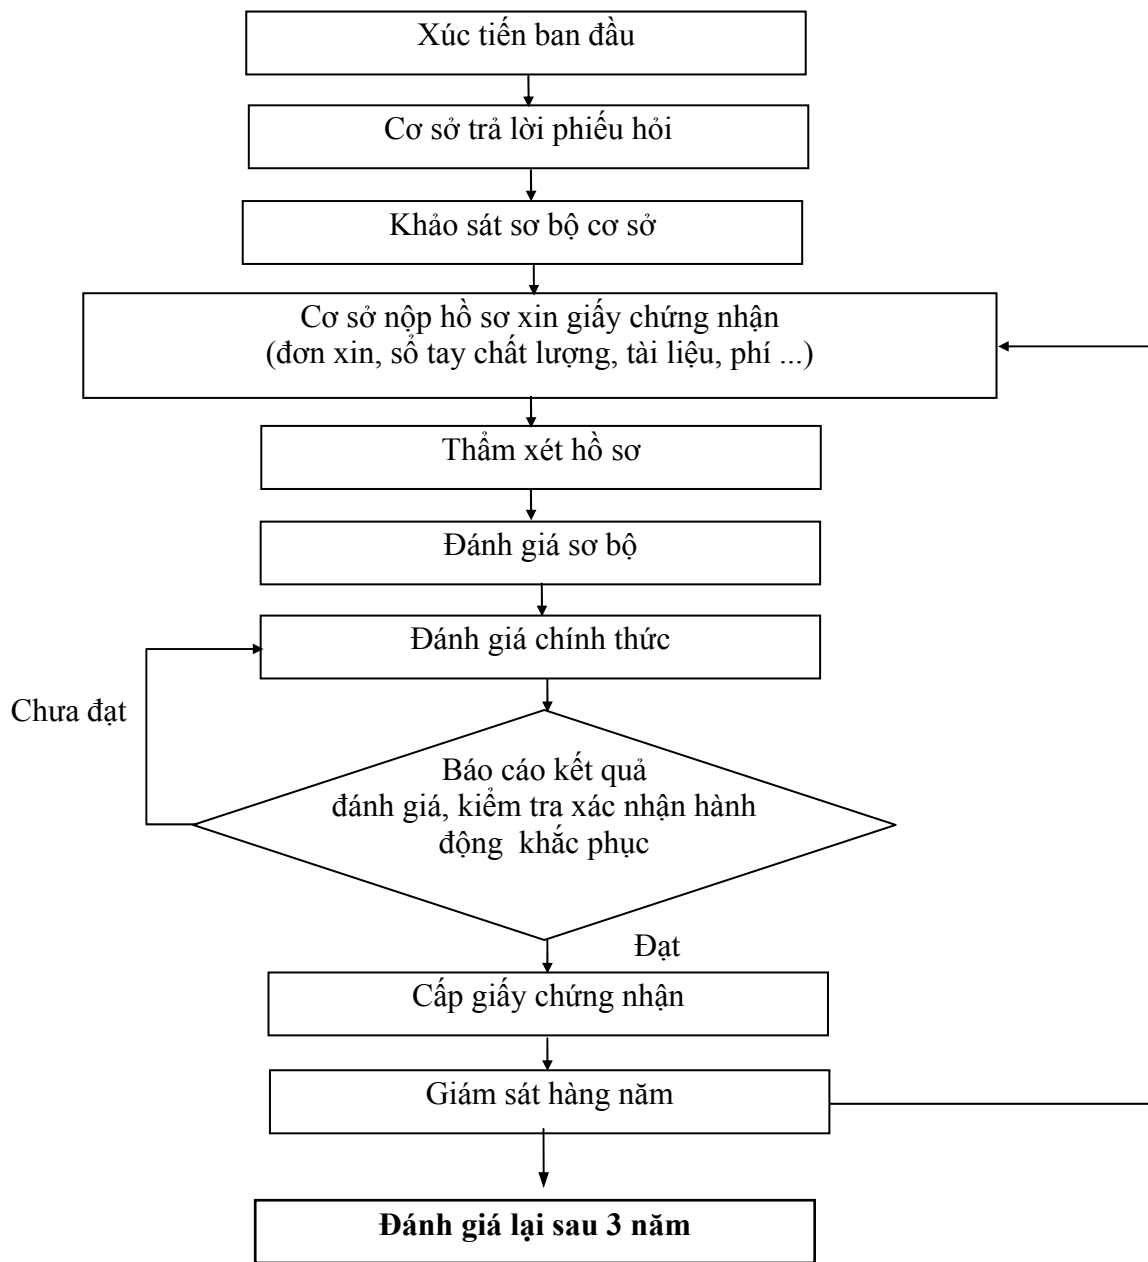 Xúc tiến ban đầu
Cơ sở trả lời phiếu hỏi
Khảo sát sơ bộ cơ sở
Cơ sở nộp hồ sơ xin giấy chứng nhận
(đơn xin, sổ tay chất lượng, tài liệu, phí ...)
Thẩm xét hồ sơ
Đánh giá sơ bộ
Đánh giá chính thức
Chưa đạt
Báo cáo kết quả
đánh giá, kiểm tra xác nhận hành
động khắc phục
Đạt
Cấp giấy chứng nhận
Giám sát hàng năm
Đánh giá lại sau 3 năm